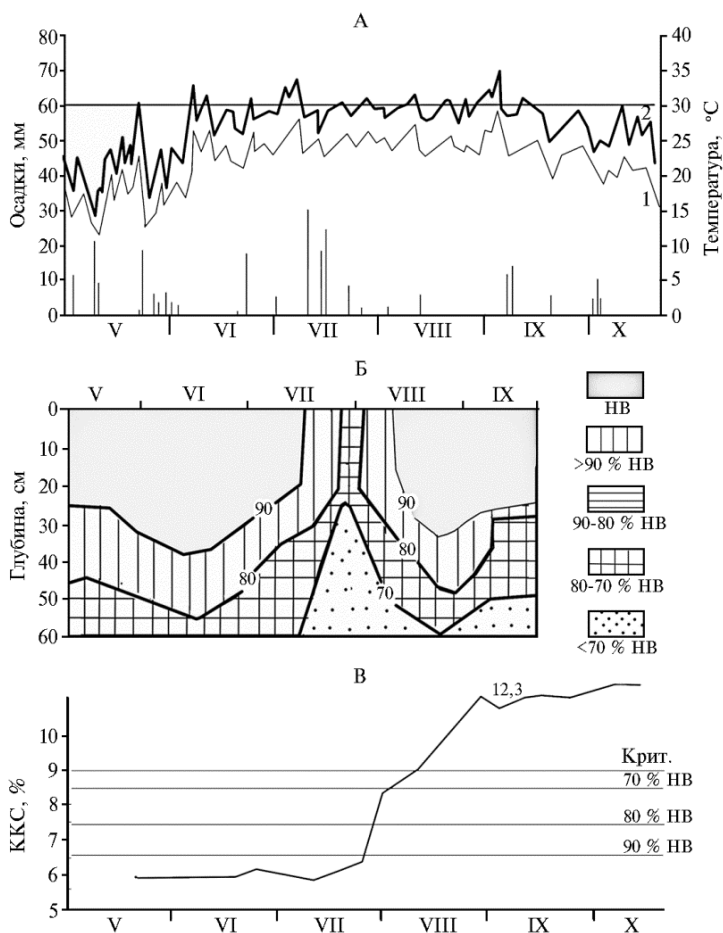 А
Осадки, мм
80
70
60
50
40
30
20
10
0
40
35
30
25
20
15
10
5
0
Температура, °С
2
1
V VI VII VIII IX X
Б
V VI VII VIII IX
Глубина, см
0
10
20
30
40
50
60
90
80
90
80
70
НВ
>90 % НВ
90-80 % НВ
80-70 % НВ
<70 % НВ
В
ККС, %
10
9
8
7
6
5
12,3
Крит.
70 % НВ
80 % НВ
90 % НВ
V VI VII VIII IX X